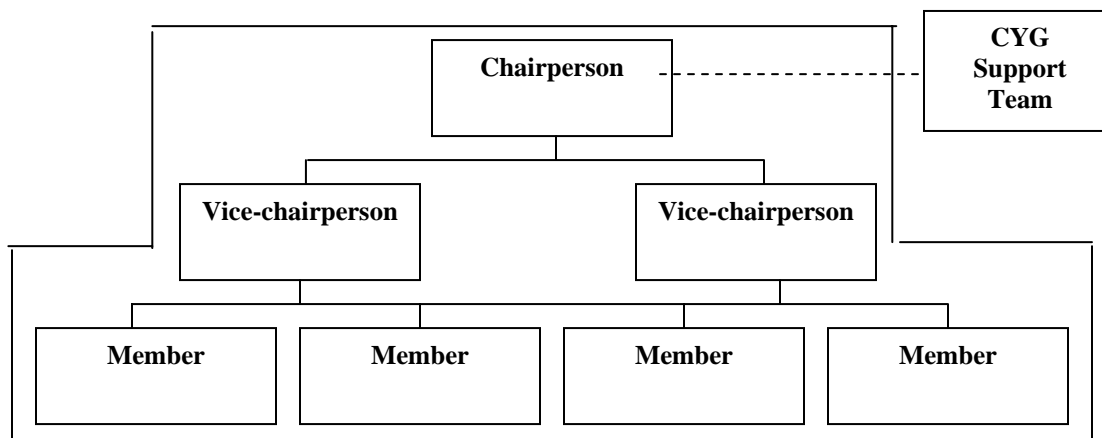 Chairperson
CYG
Support
Team
Vice-chairperson
Vice-chairperson
Member
Member
Member
Member